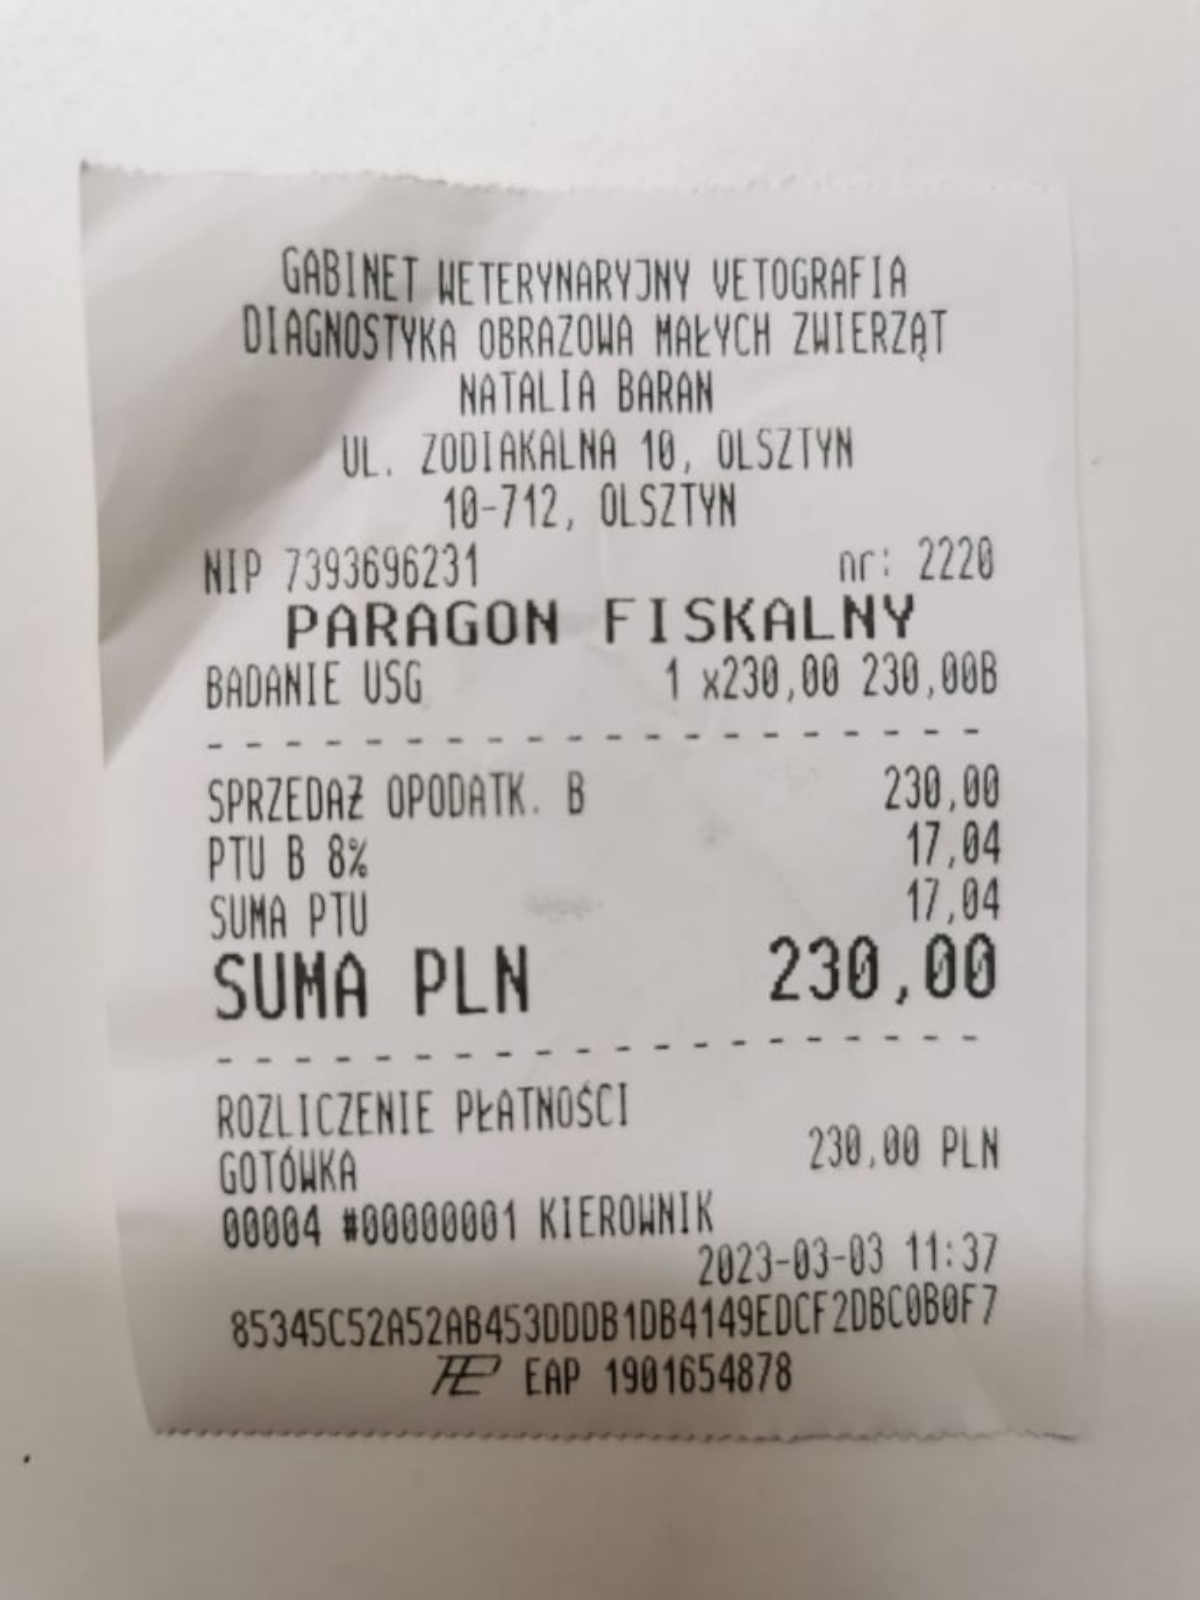 GABINET WETERYNARYJNY VETOGRAFIA
DIAGNOSTYKA OBRAZOWA MAŁYCH ZWIERZĄT
NATALIA BARAN
UL. ZODIAKALNA 10, OLSZTYN
10-712, OLSZTYN
NIP 7393696231 nr: 2220
PARAGON FISKALNY
BADANIE USG 1 x230,00 230,00B
- - - - - - - - - - - - - - - - - - - -
SPRZEDAŻ OPODATK. B 230,00
PTU B 8% 17,04
SUMA PTU 17,04
SUMA PLN 230,00
- - - - - - - - - - - - - - - - - - - -
ROZLICZENIE PŁATNOŚCI
GOTÓWKA 230,00 PLN
00004 #00000001 KIEROWNIK
2023-03-03 11:37
85345C52A52AB453DDDB1DB4149EDCF2DBC0B0F7
EAP 1901654878